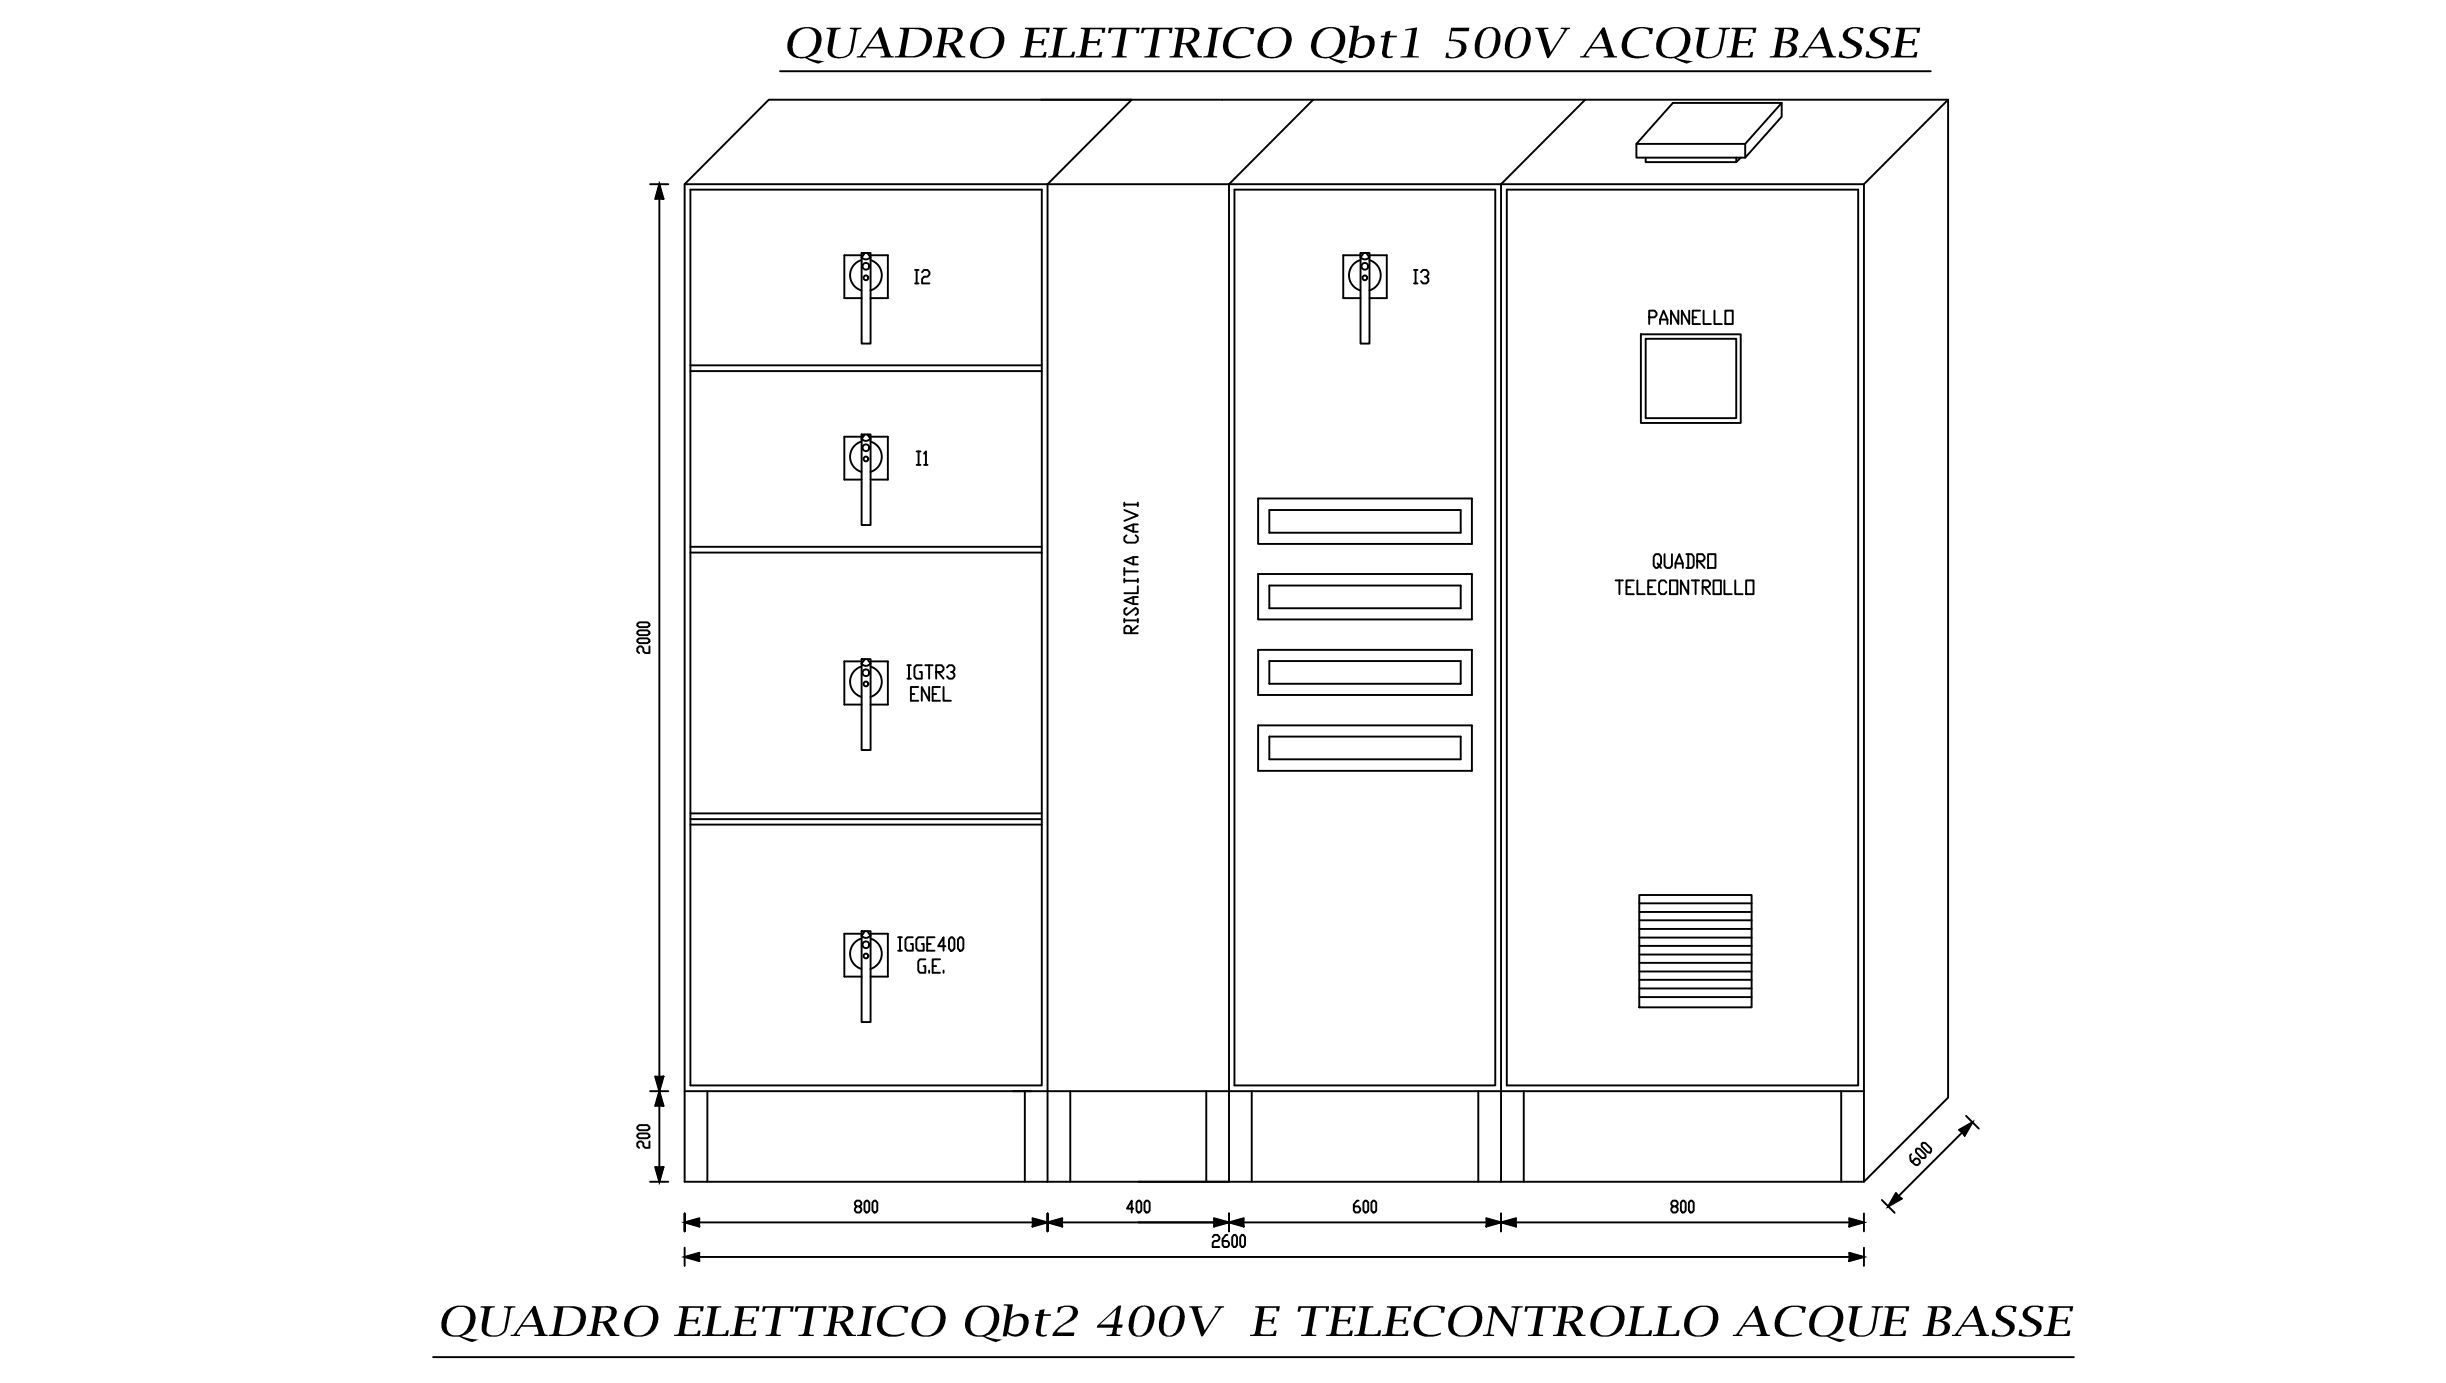 QUADRO ELETTRICO Qbt1 500V ACQUE BASSE
I2
I3
PANNELLO
I1
RISALITA CAVI
QUADRO
TELECONTROLLO
2000
IGTR3
ENEL
IGGE400
G.E.
200
600
800
400
600
800
2600
QUADRO ELETTRICO Qbt2 400V E TELECONTROLLO ACQUE BASSE